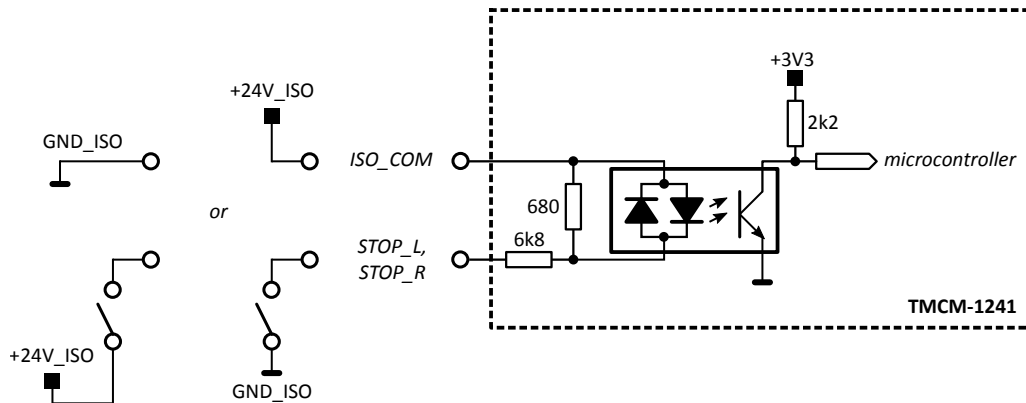 +3V3
+24V_ISO
2k2
GND_ISO
ISO_COM
microcontroller
680
or
6k8
STOP_L,
STOP_R
TMCM-1241
+24V_ISO
GND_ISO